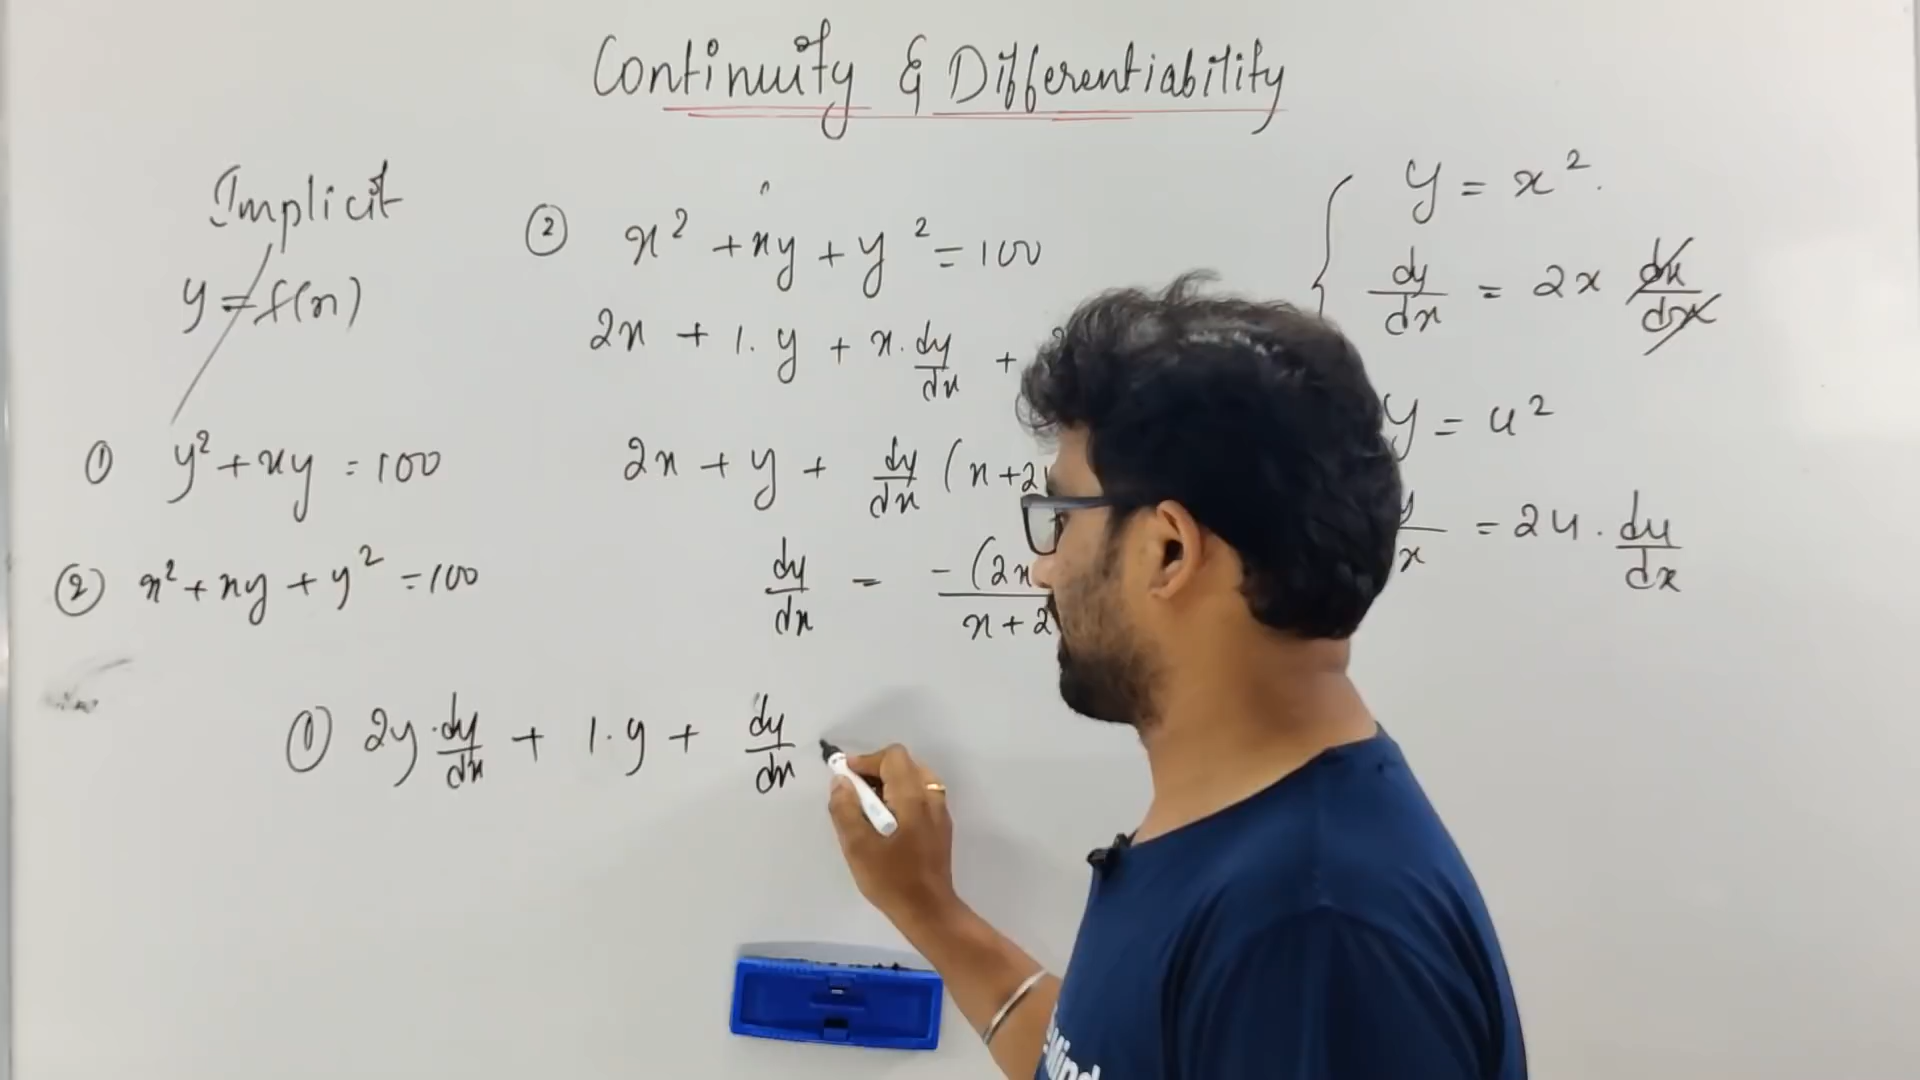 Continuity & Differentiability
Implicit
y = f(x)
① y² + xy = 100
② x² + xy + y² = 100
② x² + xy + y² = 100
2x + 1.y + x.dy/dx +
2x + y + dy/dx (x+2
dy/dx = -(2x / x+2
① 2y.dy/dx + 1.y + dy/dx
y = x².
dy/dx = 2x dx/dx
y = u²
y/x = 2u . du/dx
Mind